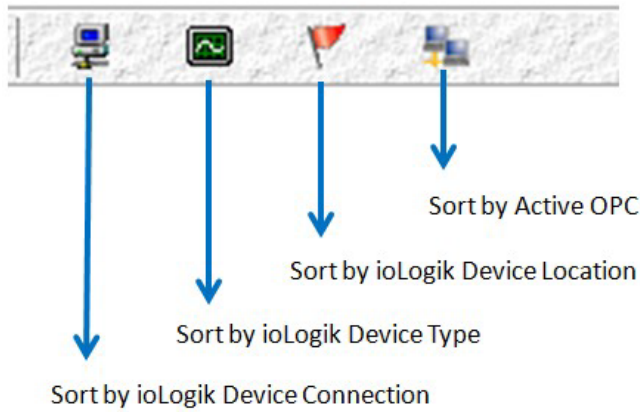 Sort by Active OPC
Sort by ioLogik Device Location
Sort by ioLogik Device Type
Sort by ioLogik Device Connection